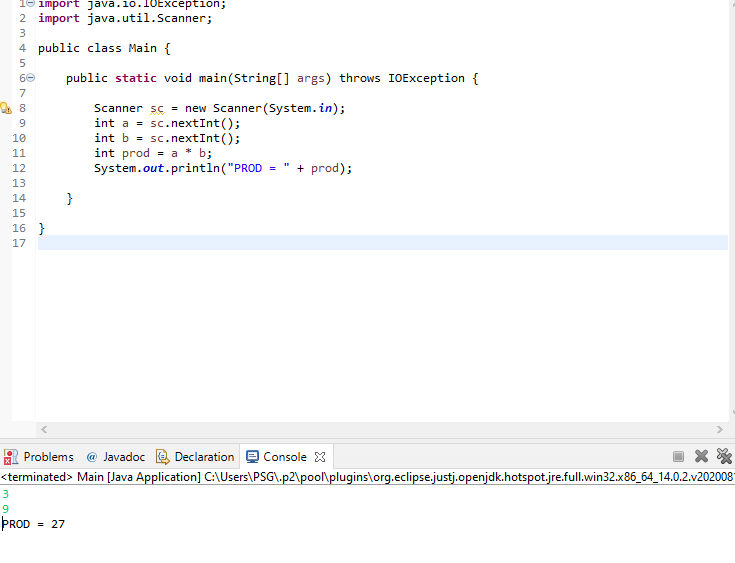 1 import java.io.IOException;
2 import java.util.Scanner;
3
4 public class Main {
5
6 public static void main(String[] args) throws IOException {
7
8 Scanner sc = new Scanner(System.in);
9 int a = sc.nextInt();
10 int b = sc.nextInt();
11 int prod = a * b;
12 System.out.println("PROD = " + prod);
13
14 }
15
16 }
17
Problems @ Javadoc Declaration Console
<terminated> Main [Java Application] C:\Users\PSG\.p2\pool\plugins\org.eclipse.justj.openjdk.hotspot.jre.full.win32.x86_64_14.0.2.v2020081
3
9
PROD = 27